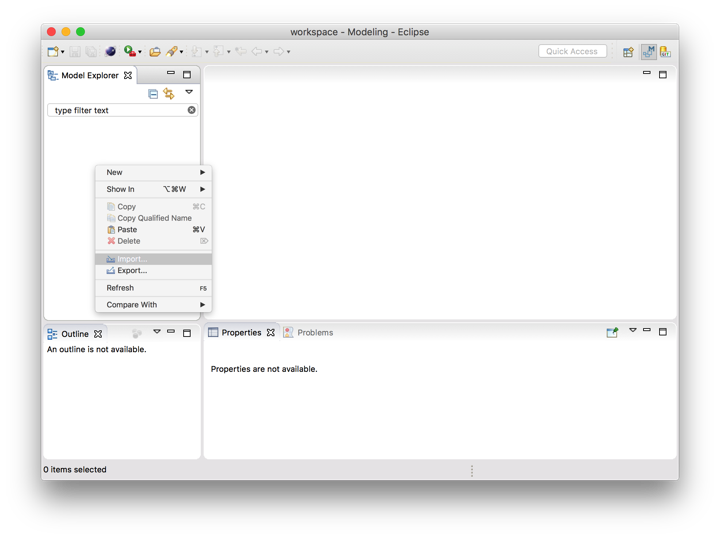 workspace - Modeling - Eclipse
Quick Access
Model Explorer
type filter text
New
Show In ⌥⌘W
Copy ⌘C
Copy Qualified Name
Paste ⌘V
Delete ⌦
Import...
Export...
Refresh F5
Compare With
Outline
An outline is not available.
Properties Problems
Properties are not available.
0 items selected